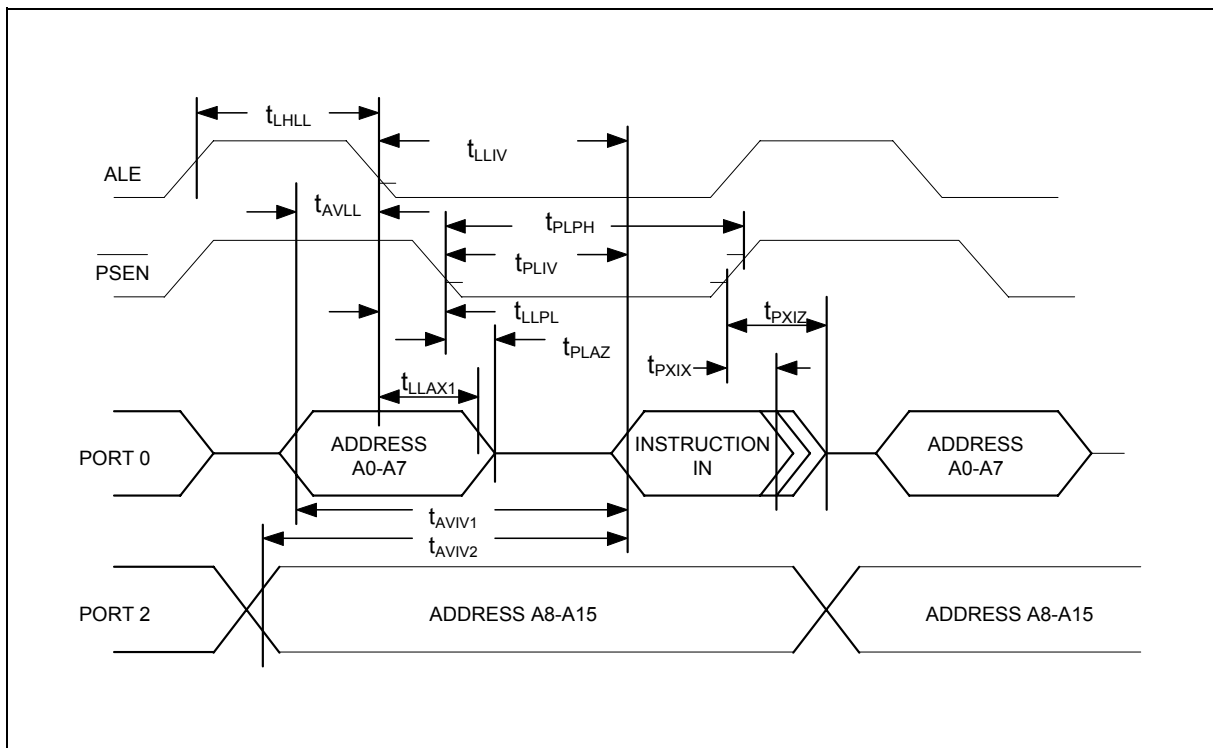 tLHLL
tLLIV
ALE
tAVLL
tPLPH
PSEN
tPLIV
tLLPL
tPXIZ
tPLAZ
tPXIX
tLLAX1
PORT 0
ADDRESS
A0-A7
INSTRUCTION
IN
ADDRESS
A0-A7
tAVIV1
tAVIV2
PORT 2
ADDRESS A8-A15
ADDRESS A8-A15